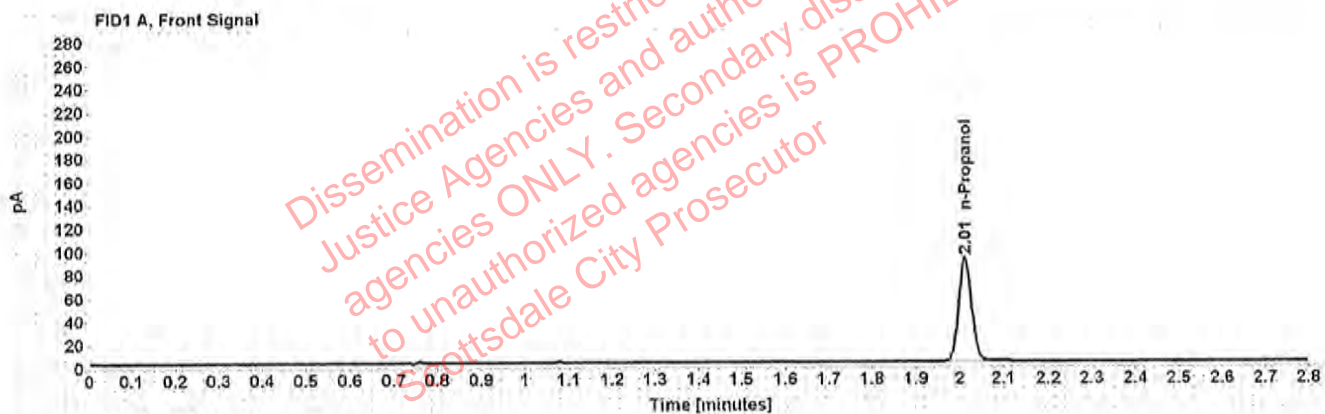 FID1 A, Front Signal
280
260
240
220
200
180
160
140
120
100
80
60
40
20
0
pA
2.01 n-Propanol
0 0.1 0.2 0.3 0.4 0.5 0.6 0.7 0.8 0.9 1 1.1 1.2 1.3 1.4 1.5 1.6 1.7 1.8 1.9 2 2.1 2.2 2.3 2.4 2.5 2.6 2.7 2.8
Time [minutes]
Dissemination is
Justice Agencies and
agencies ONLY. Secondary
to unauthorized agencies is
Scottsdale City Prosecutor